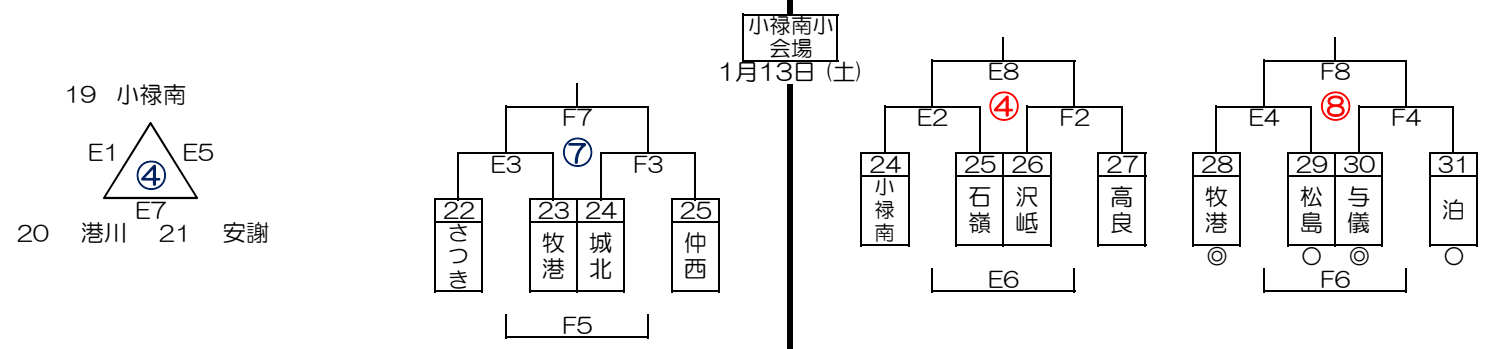 小禄南小
会場
1月13日 (土)
19 小禄南
E1 ④ E5
E7
20 港川 21 安謝
F7
⑦
E3 F3
22 23 24 25
さつき 牧港 城北 仲西
F5
E8
④
E2 F2
24 25 26 27
小禄南 石嶺 沢岻 高良
E6
F8
⑧
E4 F4
28 29 30 31
牧港 松島 与儀 泊
◎ ○ ◎ ○
F6